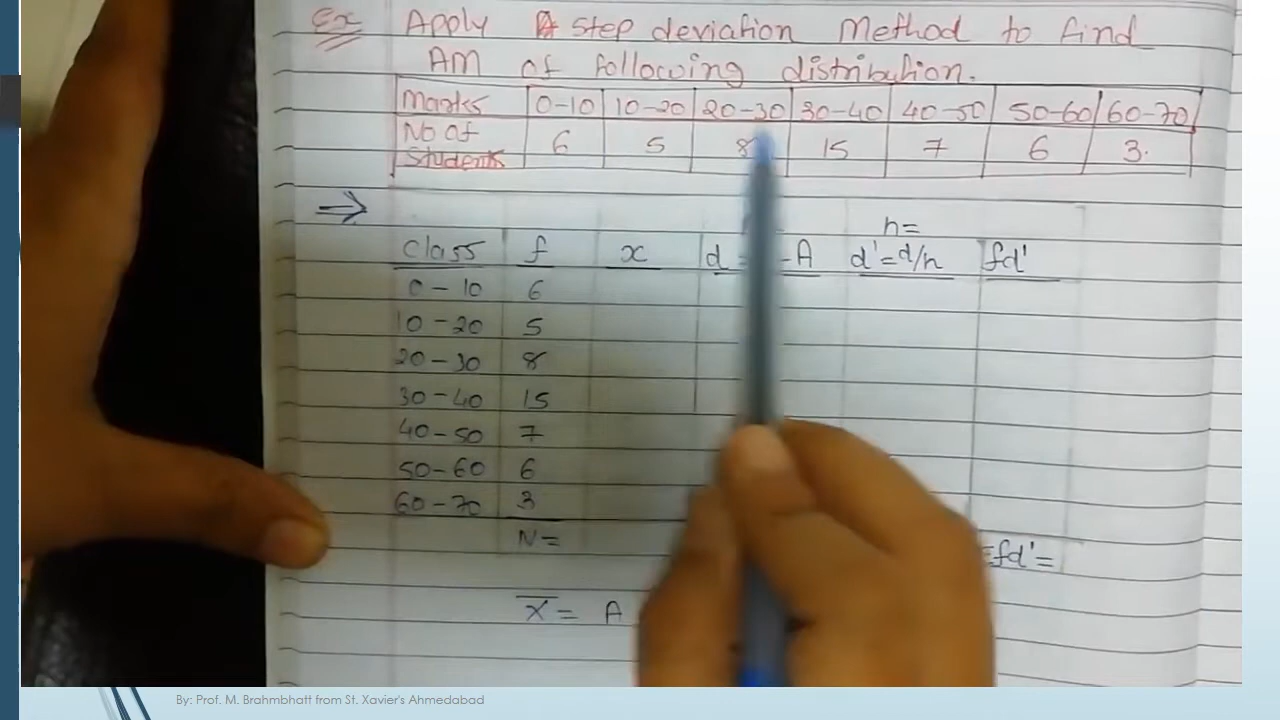 Ex Apply A step deviation Method to find
AM of following distribution.
Marks 0-10 10-20 20-30 30-40 40-50 50-60 60-70
No of Students 6 5 8 15 7 6 3.
⇒
h=
class f x d = - A d'=d/h fd'
0-10 6
10-20 5
20-30 8
30-40 15
40-50 7
50-60 6
60-70 3
N= Σfd'=
X̅ = A
By: Prof. M. Brahmbhatt from St. Xavier's Ahmedabad